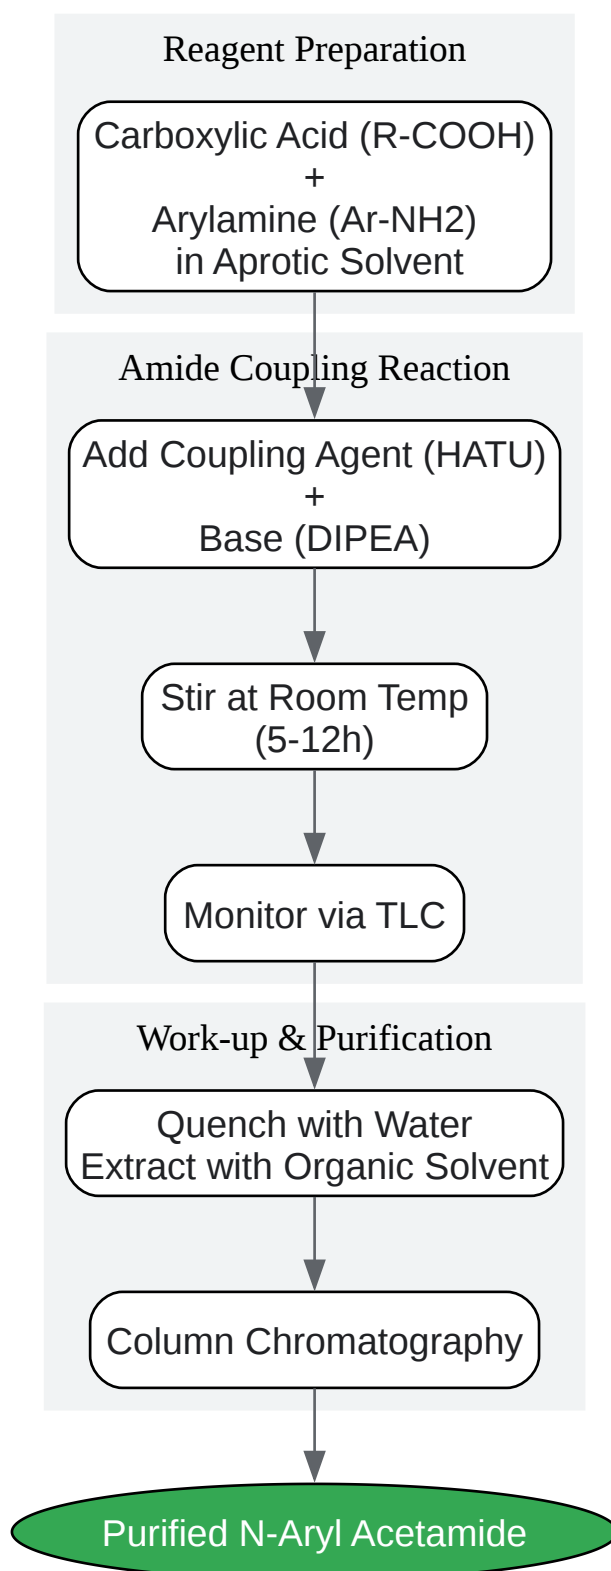 Reagent Preparation
Carboxylic Acid (R-COOH)
+
Arylamine (Ar-NH2)
in Aprotic Solvent
Amide Coupling Reaction
Add Coupling Agent (HATU)
+
Base (DIPEA)
Stir at Room Temp
(5-12h)
Monitor via TLC
Work-up & Purification
Quench with Water
Extract with Organic Solvent
Column Chromatography
Purified N-Aryl Acetamide